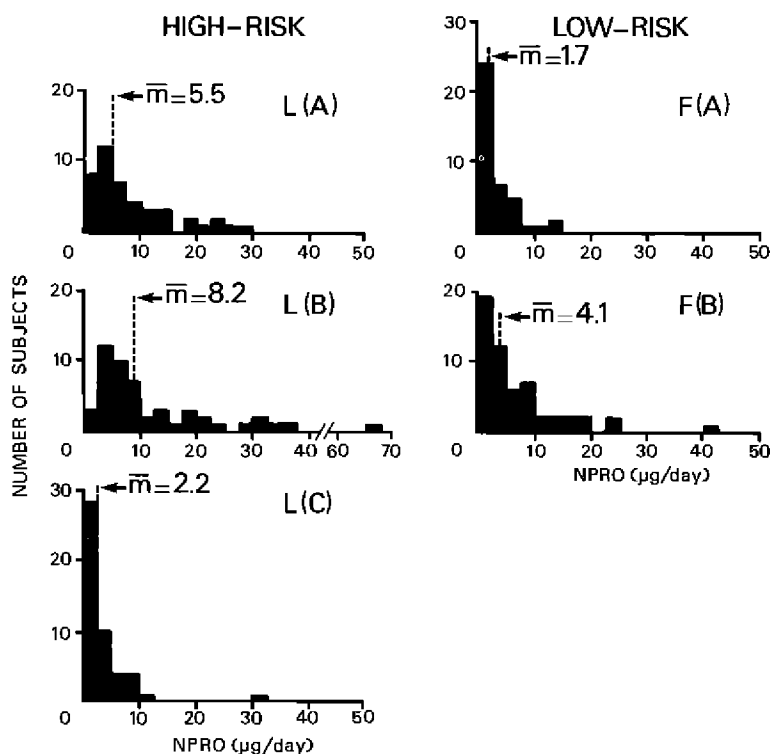 HIGH-RISK
LOW-RISK
20
10
0
m̅=5.5
L(A)
10 20 30 40 50
30
20
10
0
m̅=1.7
F(A)
10 20 30 40 50
NUMBER OF SUBJECTS
20
10
0
m̅=8.2
L(B)
10 20 30 40 60 70
20
10
0
m̅=4.1
F(B)
10 20 30 40 50
NPRO (µg/day)
30
20
10
0
m̅=2.2
L(C)
10 20 30 40 50
NPRO (µg/day)